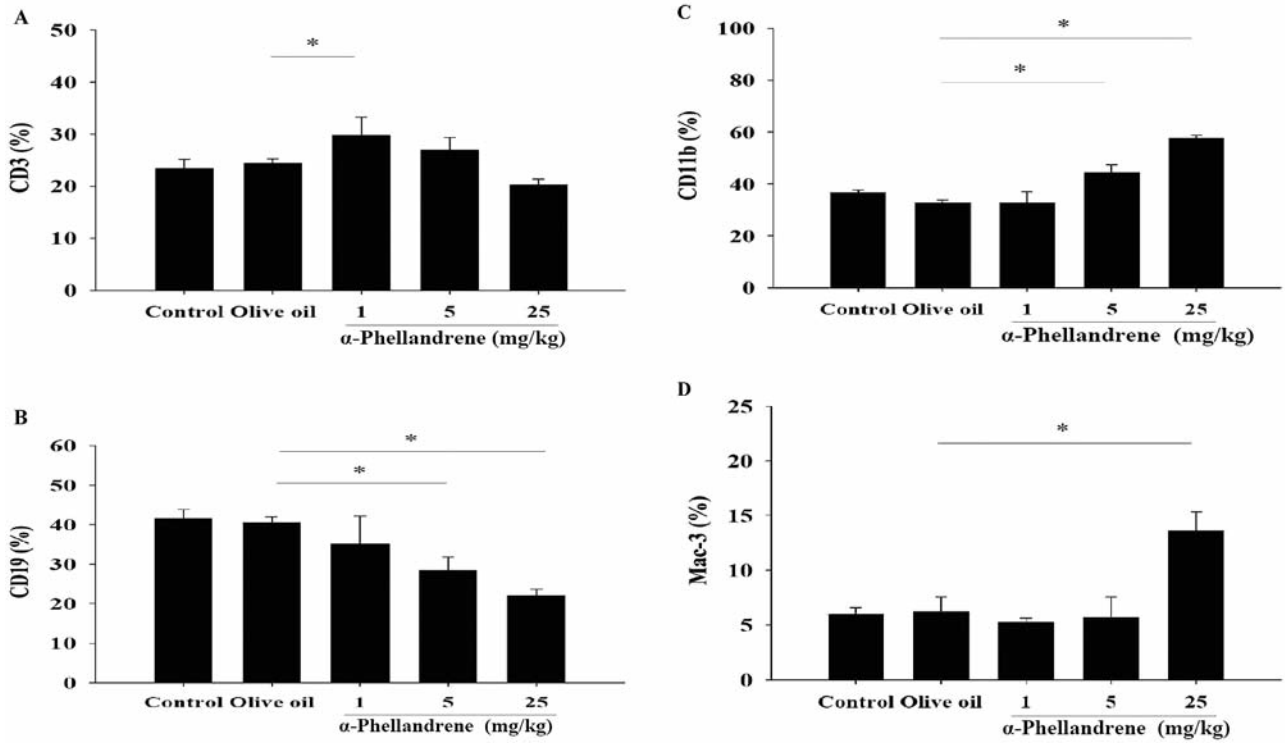 A
50
40
30
20
10
0
CD3 (%)
*
Control Olive oil 1 5 25
α-Phellandrene (mg/kg)
B
60
50
40
30
20
10
0
CD19 (%)
*
*
Control Olive oil 1 5 25
α-Phellandrene (mg/kg)
C
100
80
60
40
20
0
CD11b (%)
*
*
Control Olive oil 1 5 25
α-Phellandrene (mg/kg)
D
25
20
15
10
5
0
Mac-3 (%)
*
Control Olive oil 1 5 25
α-Phellandrene (mg/kg)